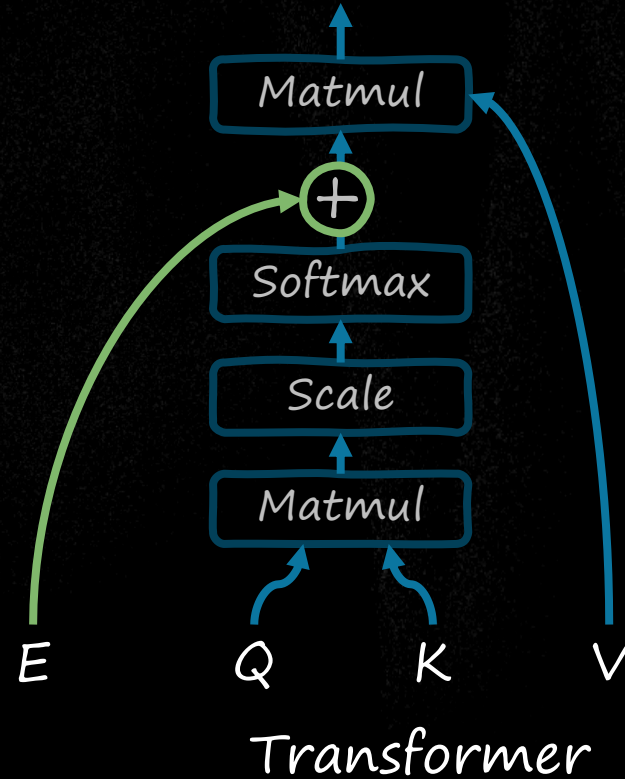 Matmul
+
Softmax
Scale
Matmul
E Q K V
Transformer